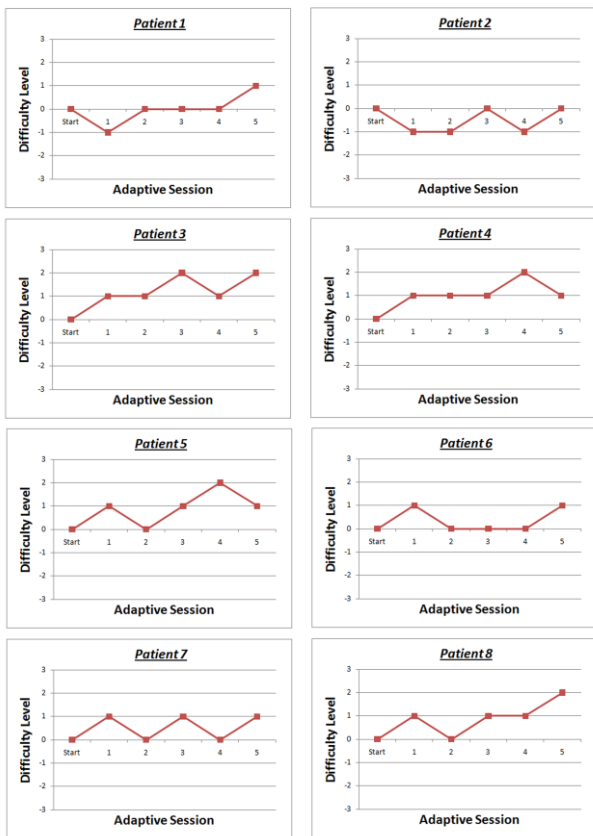 Patient 1
Difficulty Level
3
2
1
0
-1
-2
-3
Start 1 2 3 4 5
Adaptive Session
Patient 2
Difficulty Level
3
2
1
0
-1
-2
-3
Start 1 2 3 4 5
Adaptive Session
Patient 3
Difficulty Level
3
2
1
0
-1
-2
-3
Start 1 2 3 4 5
Adaptive Session
Patient 4
Difficulty Level
3
2
1
0
-1
-2
-3
Start 1 2 3 4 5
Adaptive Session
Patient 5
Difficulty Level
3
2
1
0
-1
-2
-3
Start 1 2 3 4 5
Adaptive Session
Patient 6
Difficulty Level
3
2
1
0
-1
-2
-3
Start 1 2 3 4 5
Adaptive Session
Patient 7
Difficulty Level
3
2
1
0
-1
-2
-3
Start 1 2 3 4 5
Adaptive Session
Patient 8
Difficulty Level
3
2
1
0
-1
-2
-3
Start 1 2 3 4 5
Adaptive Session